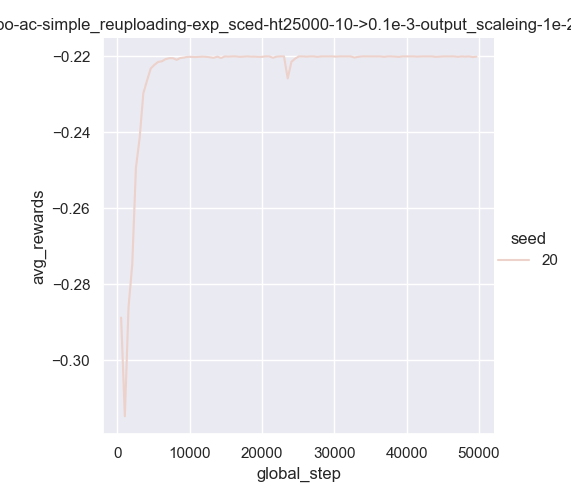 oo-ac-simple_reuploading-exp_sced-ht25000-10->0.1e-3-output_scaleing-1e-2
−0.22
−0.24
−0.26
−0.28
−0.30
avg_rewards
0 10000 20000 30000 40000 50000
global_step
seed
20